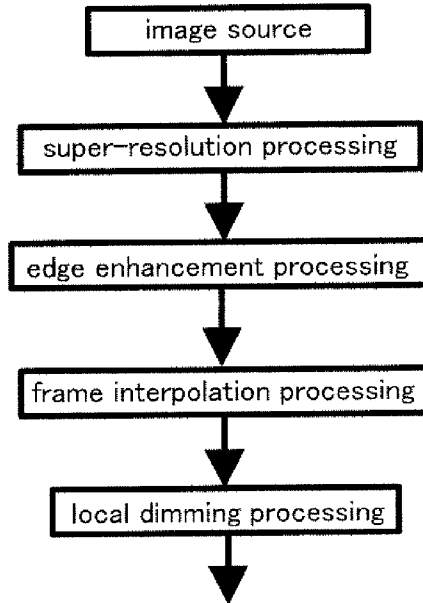 image source
super-resolution processing
edge enhancement processing
frame interpolation processing
local dimming processing